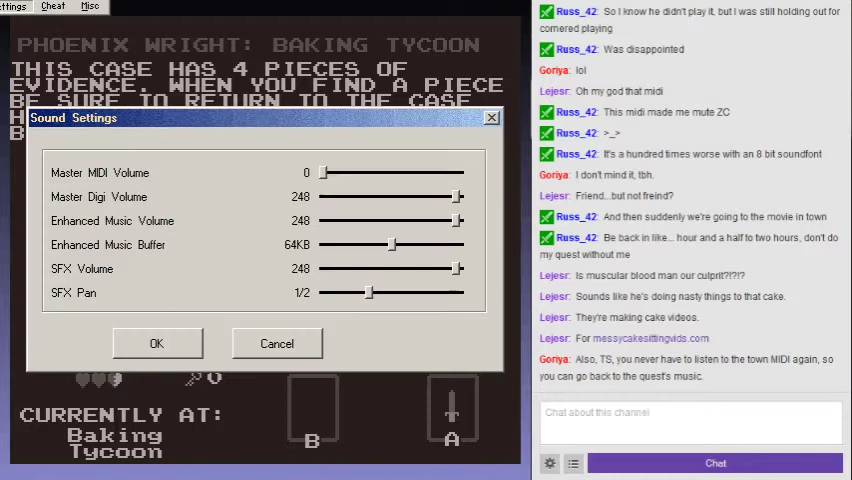 ettings Cheat Misc
PHOENIX WRIGHT: BAKING TYCOON
THIS CASE HAS 4 PIECES OF
EVIDENCE. WHEN YOU FIND A PIECE
BE SURE TO RETURN TO THE CASE
H
B
Sound Settings
Master MIDI Volume 0
Master Digi Volume 248
Enhanced Music Volume 248
Enhanced Music Buffer 64KB
SFX Volume 248
SFX Pan 1/2
OK Cancel
0
CURRENTLY AT:
Baking
Tycoon
B A
Russ_42: So I know he didn't play it, but I was still holding out for
cornered playing
Russ_42: Was disappointed
Goriya: lol
Lejesr: Oh my god that midi
Russ_42: This midi made me mute ZC
Russ_42: >_>
Russ_42: It's a hundred times worse with an 8 bit soundfont
Goriya: I don't mind it, tbh.
Lejesr: Friend...but not freind?
Russ_42: And then suddenly we're going to the movie in town
Russ_42: Be back in like... hour and a half to two hours, don't do
my quest without me
Lejesr: Is muscular blood man our culprit?!?!?
Lejesr: Sounds like he's doing nasty things to that cake.
Lejesr: They're making cake videos.
Lejesr: For messycakesittingvids.com
Goriya: Also, TS, you never have to listen to the town MIDI again, so
you can go back to the quest's music.
Chat about this channel
Chat